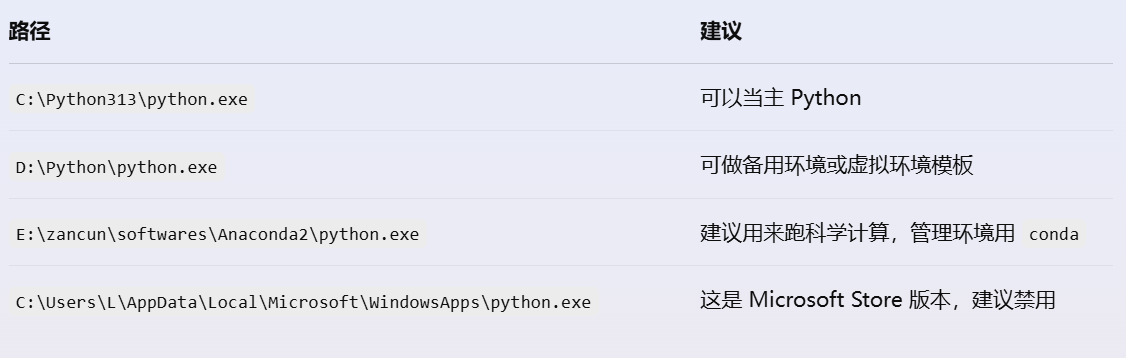 路径 建议
C:\Python313\python.exe 可以当主 Python
D:\Python\python.exe 可做备用环境或虚拟环境模板
E:\zancun\softwares\Anaconda2\python.exe 建议用来跑科学计算，管理环境用 conda
C:\Users\L\AppData\Local\Microsoft\WindowsApps\python.exe 这是 Microsoft Store 版本，建议禁用